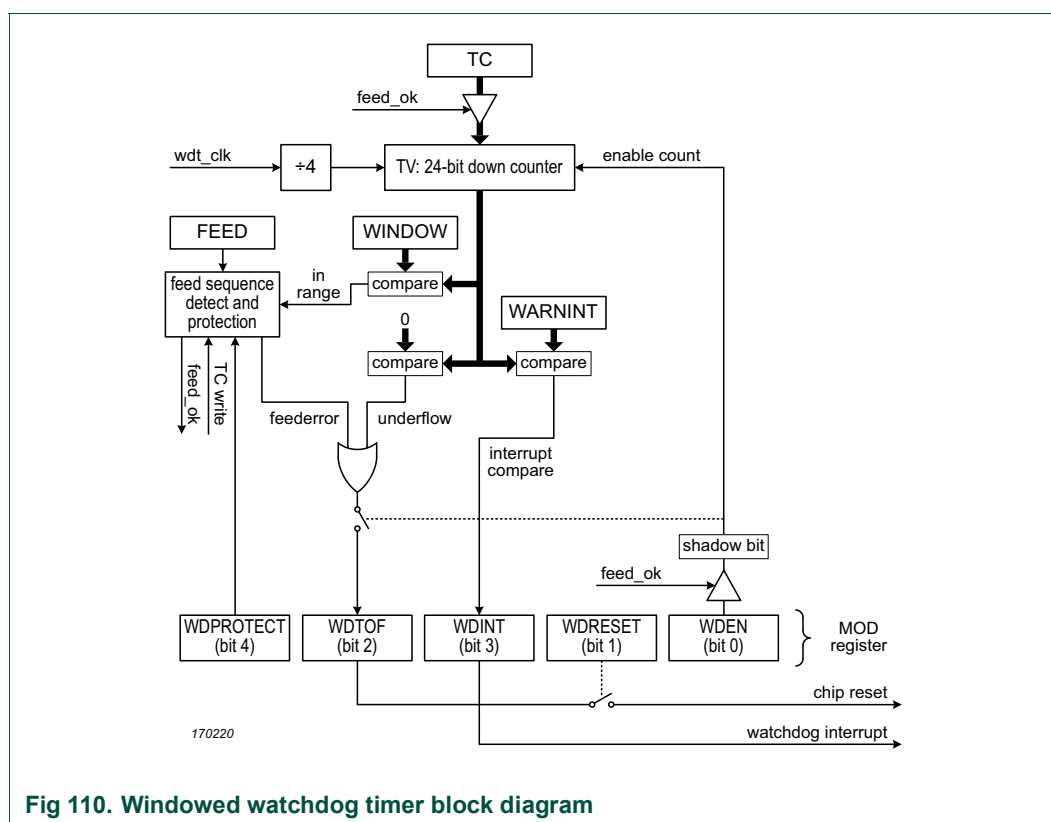 TC
feed_ok
wdt_clk
÷4
TV: 24-bit down counter
enable count
FEED
WINDOW
feed sequence
detect and
protection
in
range
compare
WARNINT
0
compare
compare
feed_ok
TC write
feederror
underflow
interrupt
compare
shadow bit
feed_ok
WDPROTECT
(bit 4)
WDTOF
(bit 2)
WDINT
(bit 3)
WDRESET
(bit 1)
WDEN
(bit 0)
MOD
register
chip reset
170220
watchdog interrupt
Fig 110. Windowed watchdog timer block diagram